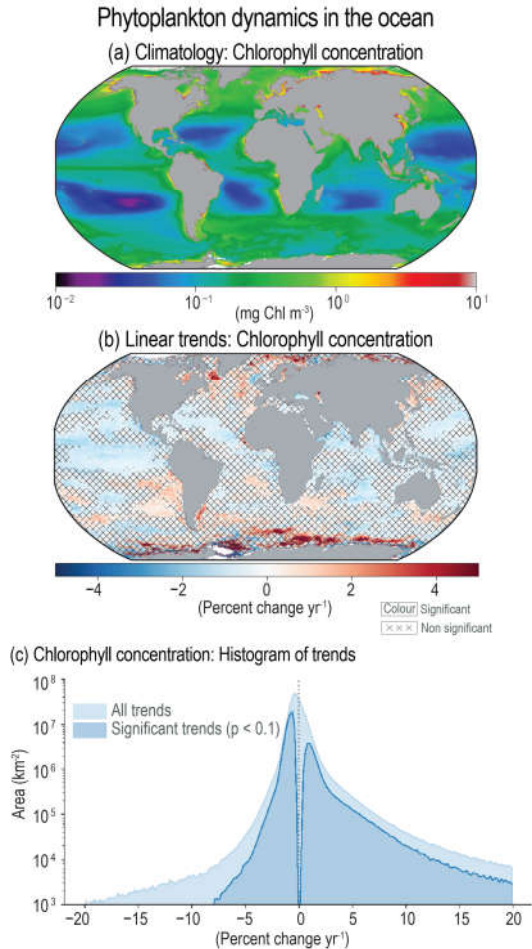 Phytoplankton dynamics in the ocean
(a) Climatology: Chlorophyll concentration
10⁻² 10⁻¹ 10⁰ 10¹
(mg Chl m⁻³)
(b) Linear trends: Chlorophyll concentration
−4 −2 0 2 4
(Percent change yr⁻¹)
Colour Significant
××× Non significant
(c) Chlorophyll concentration: Histogram of trends
All trends
Significant trends (p < 0.1)
Area (km⁻²)
10⁸
10⁷
10⁶
10⁵
10⁴
10³
−20 −15 −10 −5 0 5 10 15 20
(Percent change yr⁻¹)